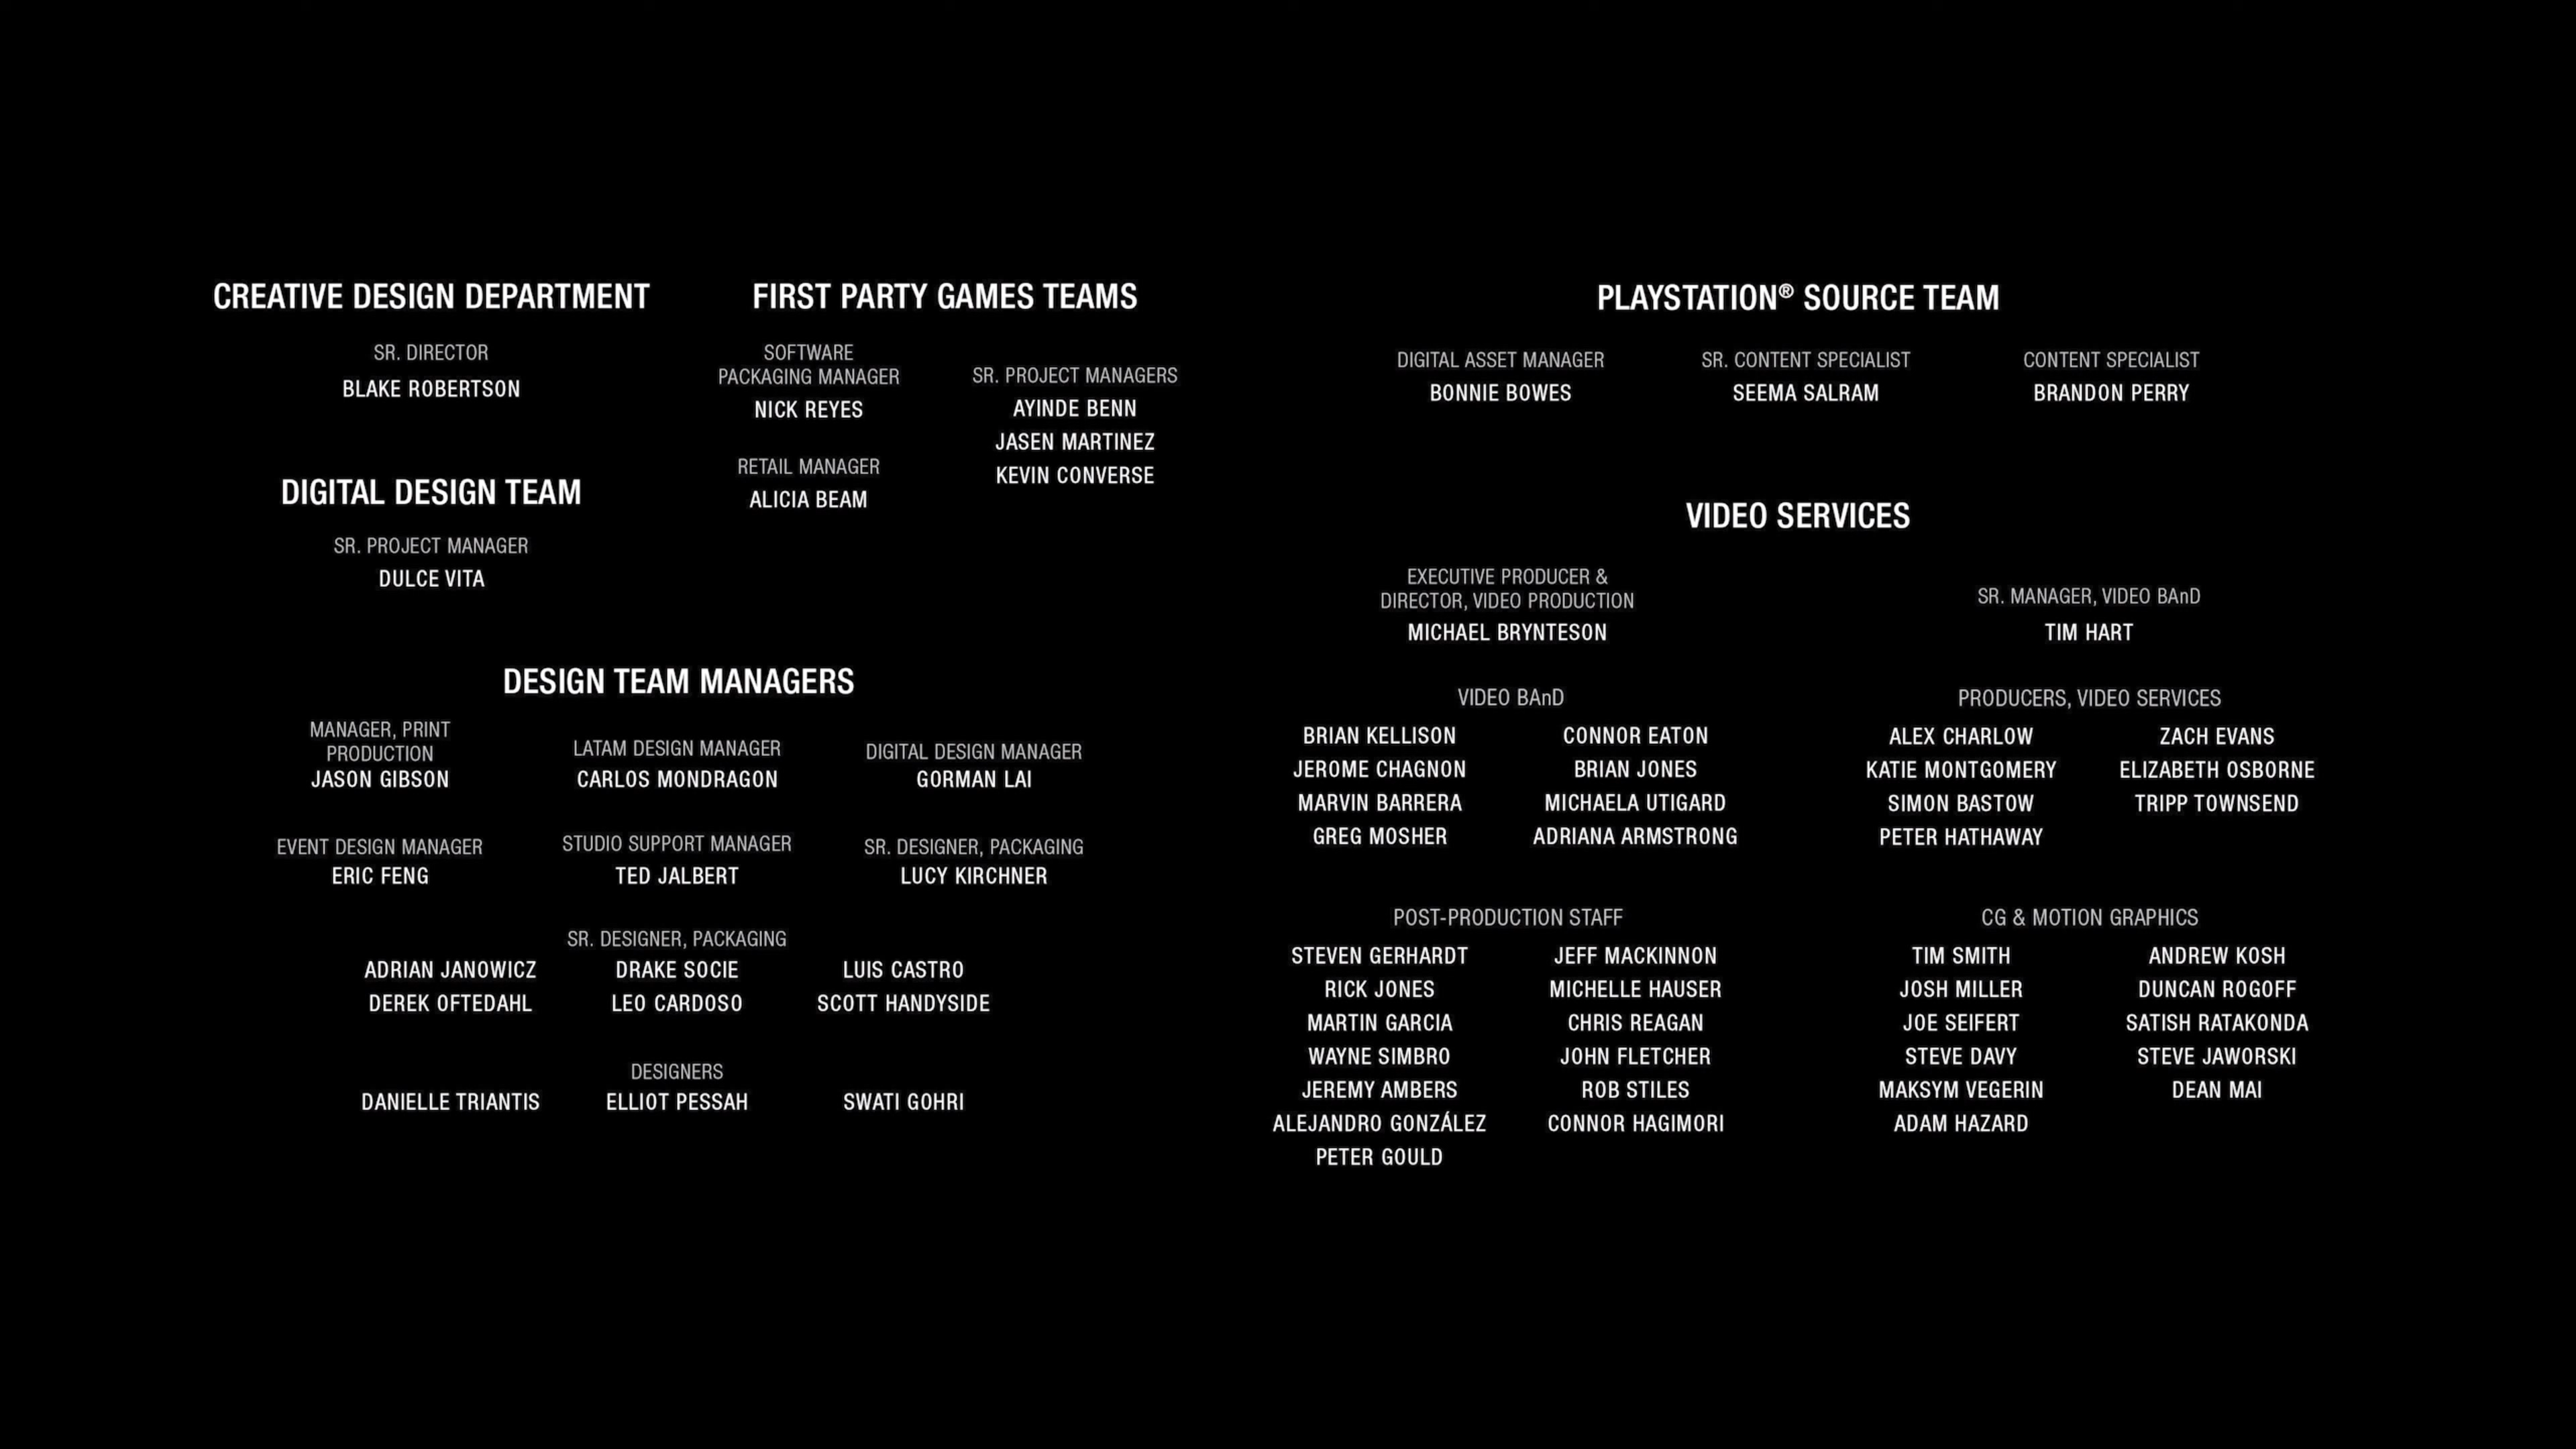 CREATIVE DESIGN DEPARTMENT
SR. DIRECTOR
BLAKE ROBERTSON
DIGITAL DESIGN TEAM
SR. PROJECT MANAGER
DULCE VITA
FIRST PARTY GAMES TEAMS
SOFTWARE
PACKAGING MANAGER
NICK REYES
RETAIL MANAGER
ALICIA BEAM
SR. PROJECT MANAGERS
AYINDE BENN
JASEN MARTINEZ
KEVIN CONVERSE
DESIGN TEAM MANAGERS
MANAGER, PRINT
PRODUCTION
JASON GIBSON
LATAM DESIGN MANAGER
CARLOS MONDRAGON
DIGITAL DESIGN MANAGER
GORMAN LAI
EVENT DESIGN MANAGER
ERIC FENG
STUDIO SUPPORT MANAGER
TED JALBERT
SR. DESIGNER, PACKAGING
LUCY KIRCHNER
SR. DESIGNER, PACKAGING
ADRIAN JANOWICZ DRAKE SOCIE LUIS CASTRO
DEREK OFTEDAHL LEO CARDOSO SCOTT HANDYSIDE
DESIGNERS
DANIELLE TRIANTIS ELLIOT PESSAH SWATI GOHRI
PLAYSTATION® SOURCE TEAM
DIGITAL ASSET MANAGER
BONNIE BOWES
SR. CONTENT SPECIALIST
SEEMA SALRAM
CONTENT SPECIALIST
BRANDON PERRY
VIDEO SERVICES
EXECUTIVE PRODUCER &
DIRECTOR, VIDEO PRODUCTION
MICHAEL BRYNTESON
SR. MANAGER, VIDEO BAnD
TIM HART
VIDEO BAnD
BRIAN KELLISON CONNOR EATON
JEROME CHAGNON BRIAN JONES
MARVIN BARRERA MICHAELA UTIGARD
GREG MOSHER ADRIANA ARMSTRONG
PRODUCERS, VIDEO SERVICES
ALEX CHARLOW ZACH EVANS
KATIE MONTGOMERY ELIZABETH OSBORNE
SIMON BASTOW TRIPP TOWNSEND
PETER HATHAWAY
POST-PRODUCTION STAFF
STEVEN GERHARDT JEFF MACKINNON
RICK JONES MICHELLE HAUSER
MARTIN GARCIA CHRIS REAGAN
WAYNE SIMBRO JOHN FLETCHER
JEREMY AMBERS ROB STILES
ALEJANDRO GONZÁLEZ CONNOR HAGIMORI
PETER GOULD
CG & MOTION GRAPHICS
TIM SMITH ANDREW KOSH
JOSH MILLER DUNCAN ROGOFF
JOE SEIFERT SATISH RATAKONDA
STEVE DAVY STEVE JAWORSKI
MAKSYM VEGERIN DEAN MAI
ADAM HAZARD